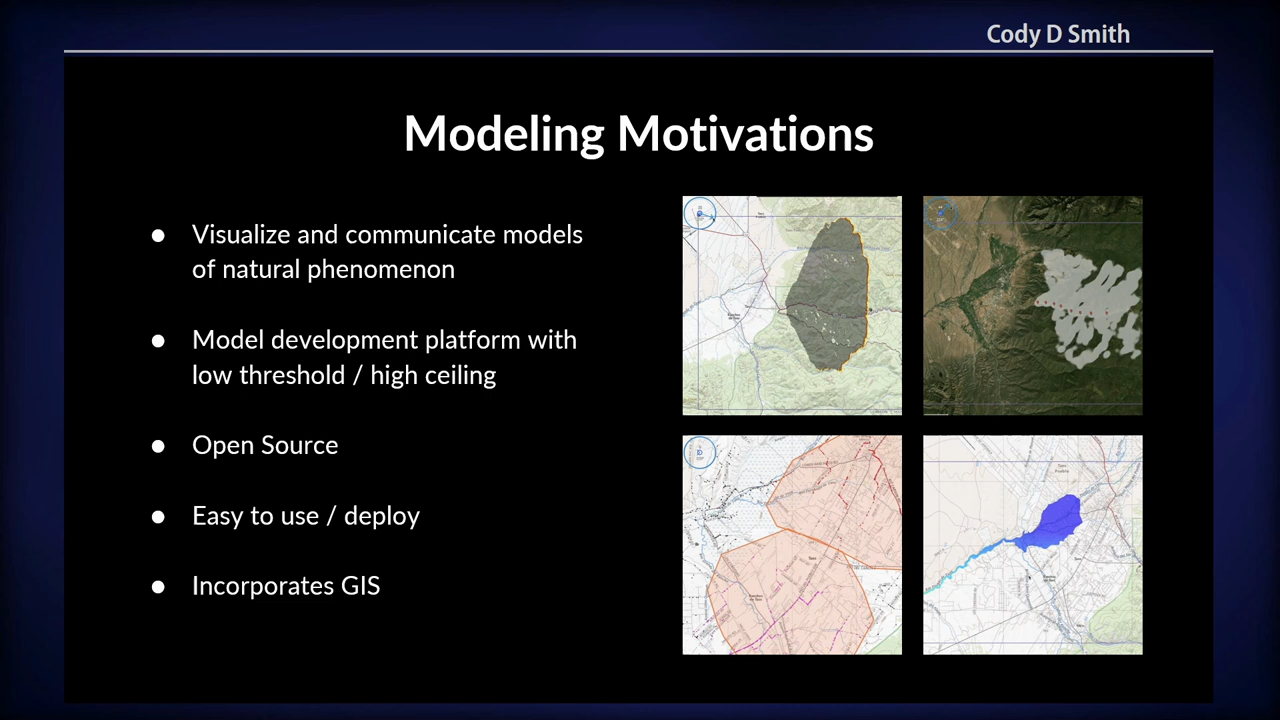 Cody D Smith
Modeling Motivations
● Visualize and communicate models
of natural phenomenon
● Model development platform with
low threshold / high ceiling
● Open Source
● Easy to use / deploy
● Incorporates GIS